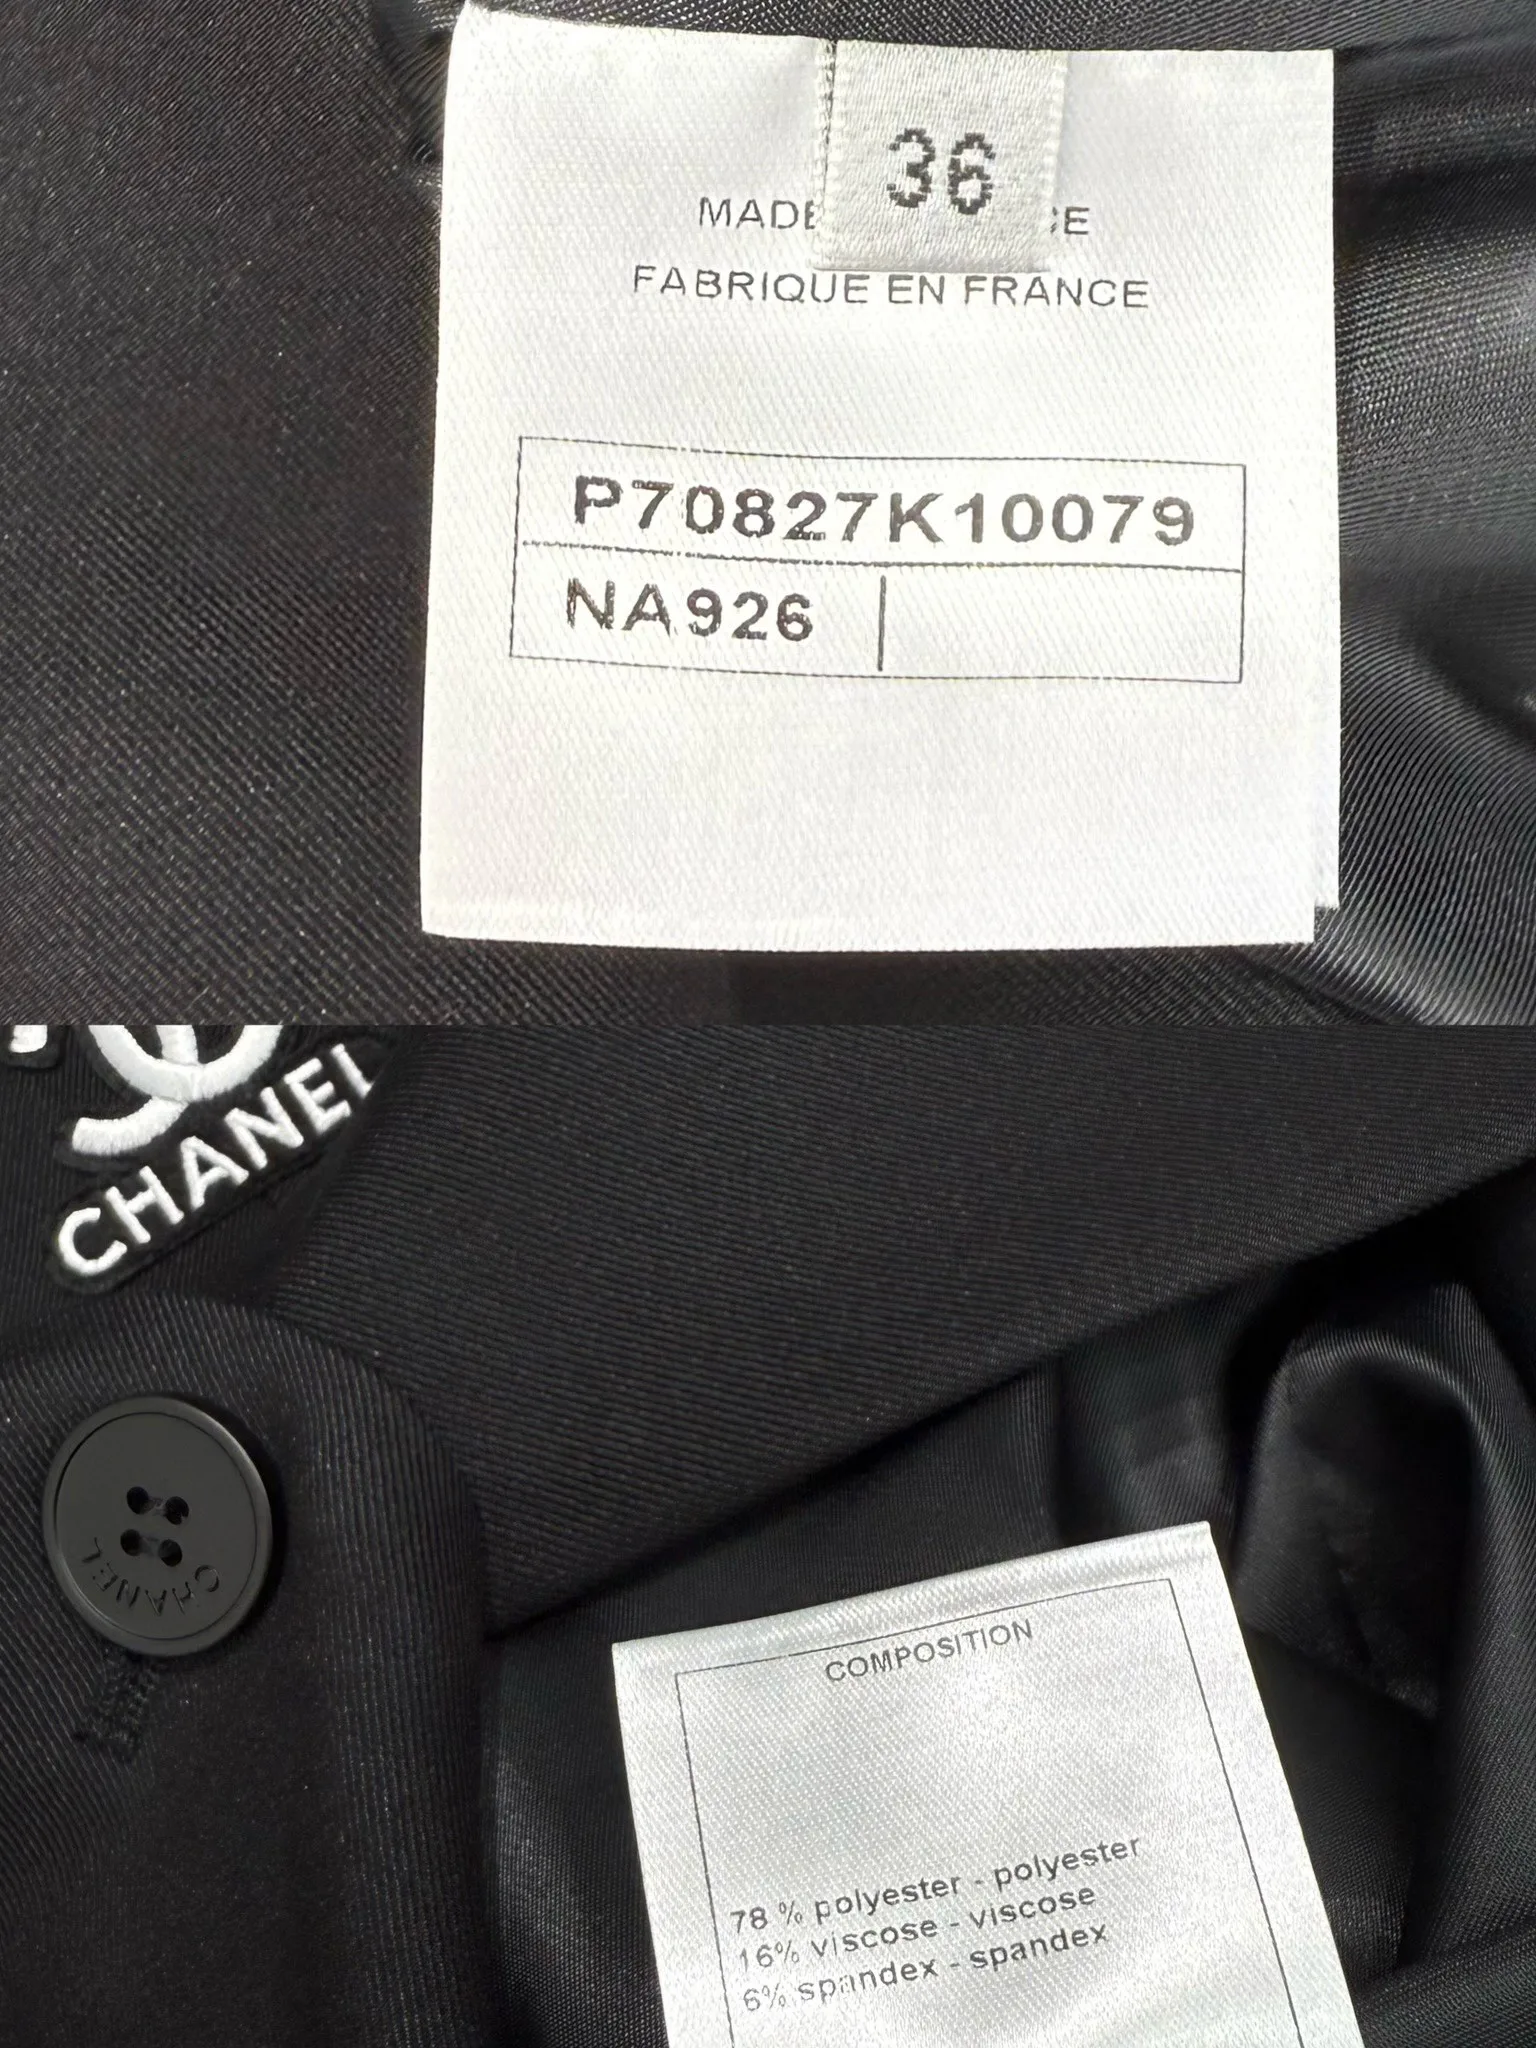 36
MADE
FABRIQUE EN FRANCE
P70827K10079
NA926
CHANEL
CHANEL
COMPOSITION
78 % polyester - polyester
16% viscose - viscose
6% spandex - spandex